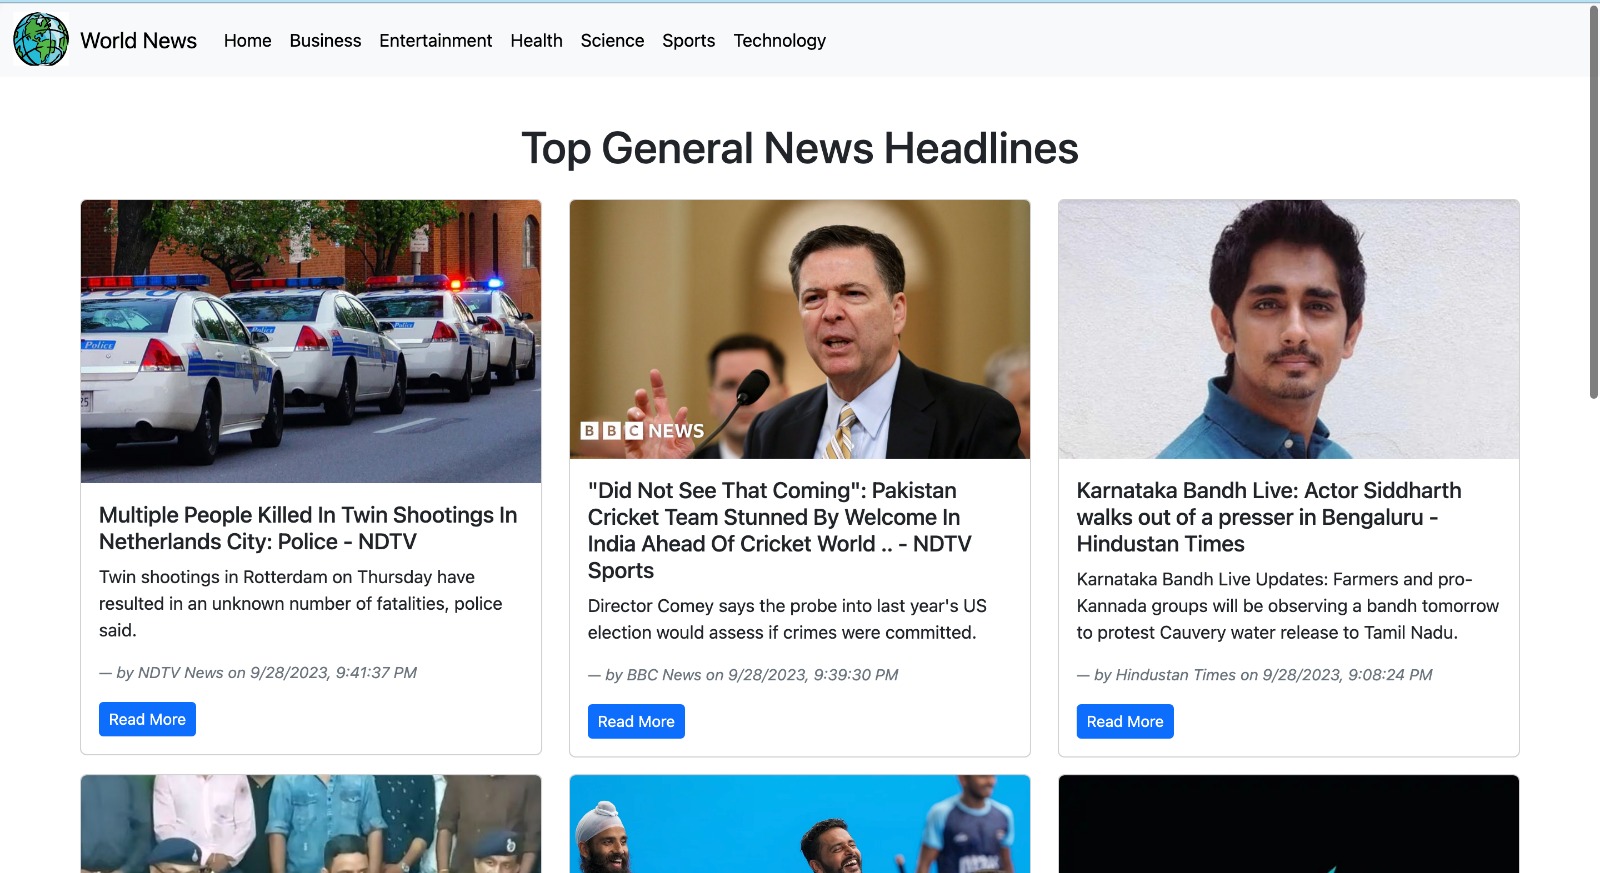 World News
Home Business Entertainment Health Science Sports Technology
Top General News Headlines
Police
Police
Police
25
Multiple People Killed In Twin Shootings In
Netherlands City: Police - NDTV
Twin shootings in Rotterdam on Thursday have
resulted in an unknown number of fatalities, police
said.
— by NDTV News on 9/28/2023, 9:41:37 PM
Read More
BBC NEWS
"Did Not See That Coming": Pakistan
Cricket Team Stunned By Welcome In
India Ahead Of Cricket World .. - NDTV
Sports
Director Comey says the probe into last year's US
election would assess if crimes were committed.
— by BBC News on 9/28/2023, 9:39:30 PM
Read More
Karnataka Bandh Live: Actor Siddharth
walks out of a presser in Bengaluru -
Hindustan Times
Karnataka Bandh Live Updates: Farmers and pro-
Kannada groups will be observing a bandh tomorrow
to protest Cauvery water release to Tamil Nadu.
— by Hindustan Times on 9/28/2023, 9:08:24 PM
Read More